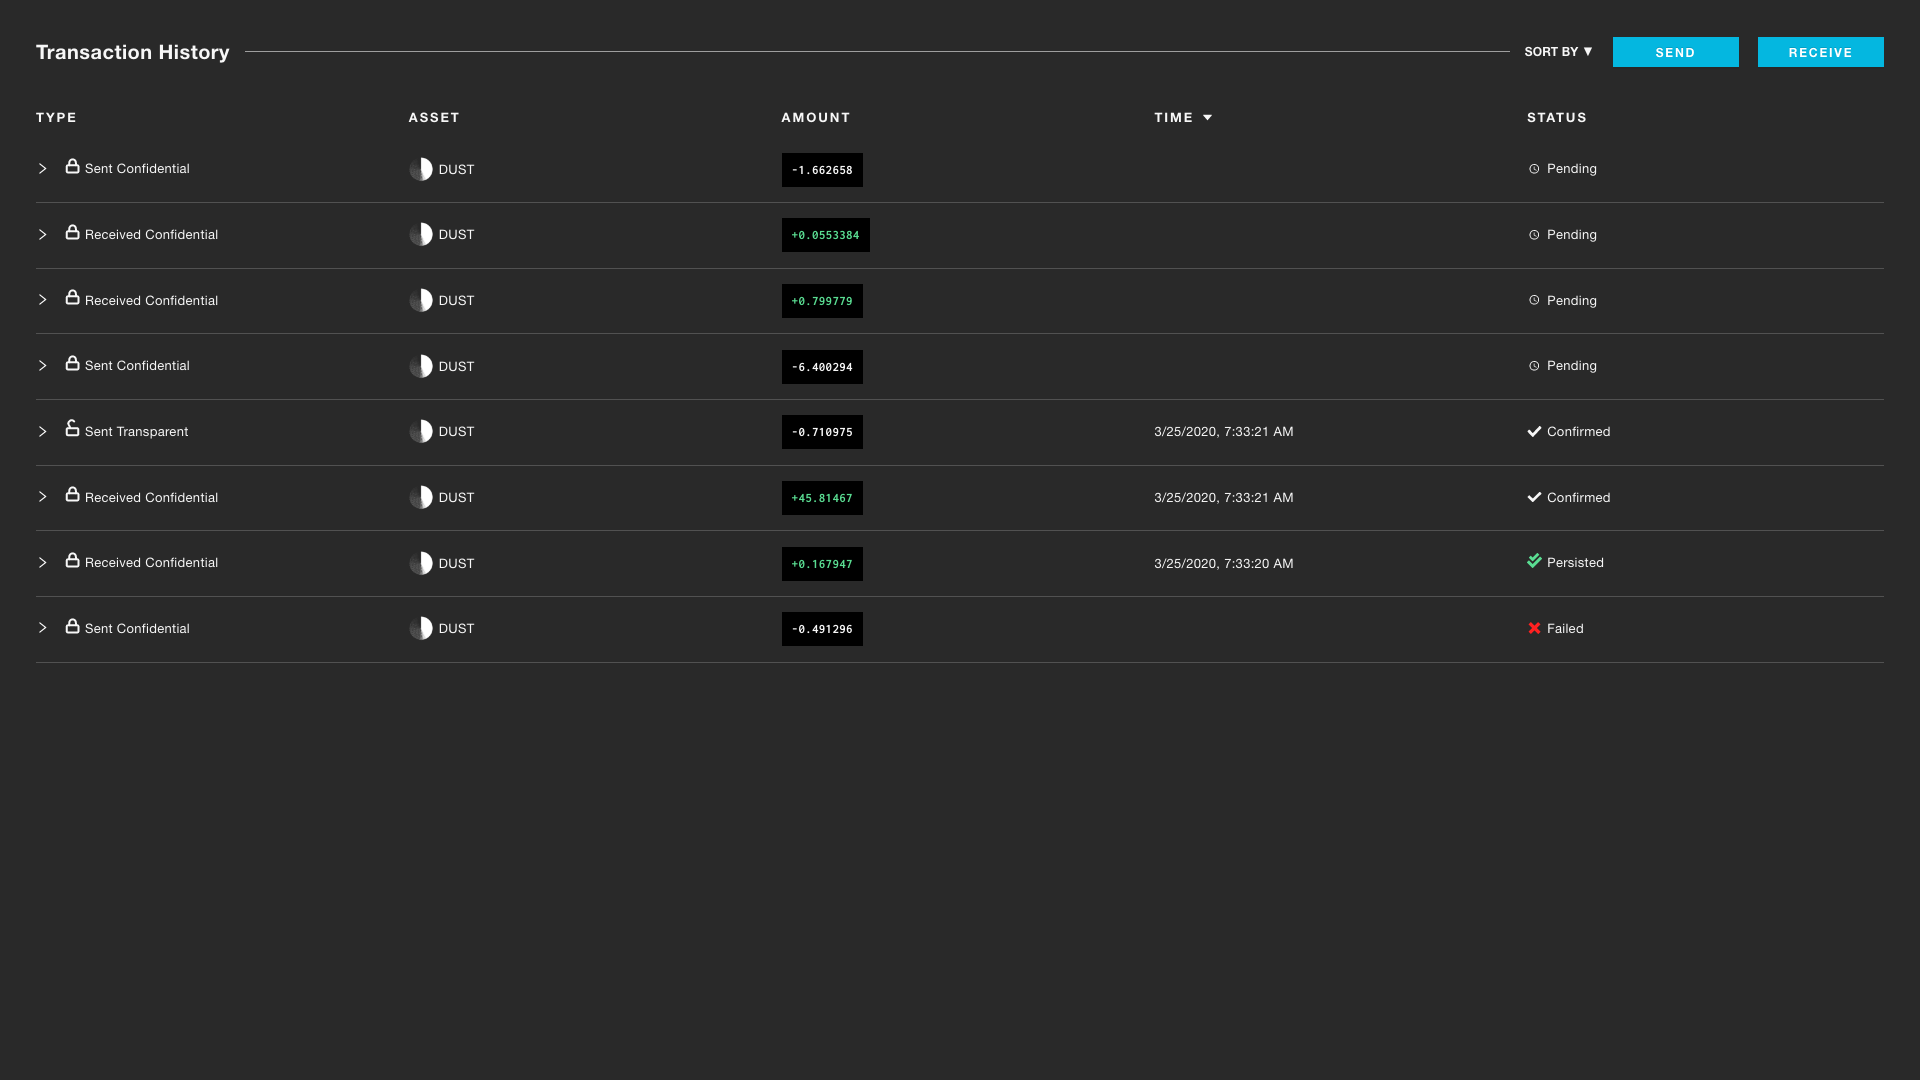 Transaction History SORT BY ▼ SEND RECEIVE
TYPE ASSET AMOUNT TIME STATUS
Sent Confidential DUST -1.662658 Pending
Received Confidential DUST +0.0553384 Pending
Received Confidential DUST +0.799779 Pending
Sent Confidential DUST -6.400294 Pending
Sent Transparent DUST -0.710975 3/25/2020, 7:33:21 AM Confirmed
Received Confidential DUST +45.81467 3/25/2020, 7:33:21 AM Confirmed
Received Confidential DUST +0.167947 3/25/2020, 7:33:20 AM Persisted
Sent Confidential DUST -0.491296 Failed